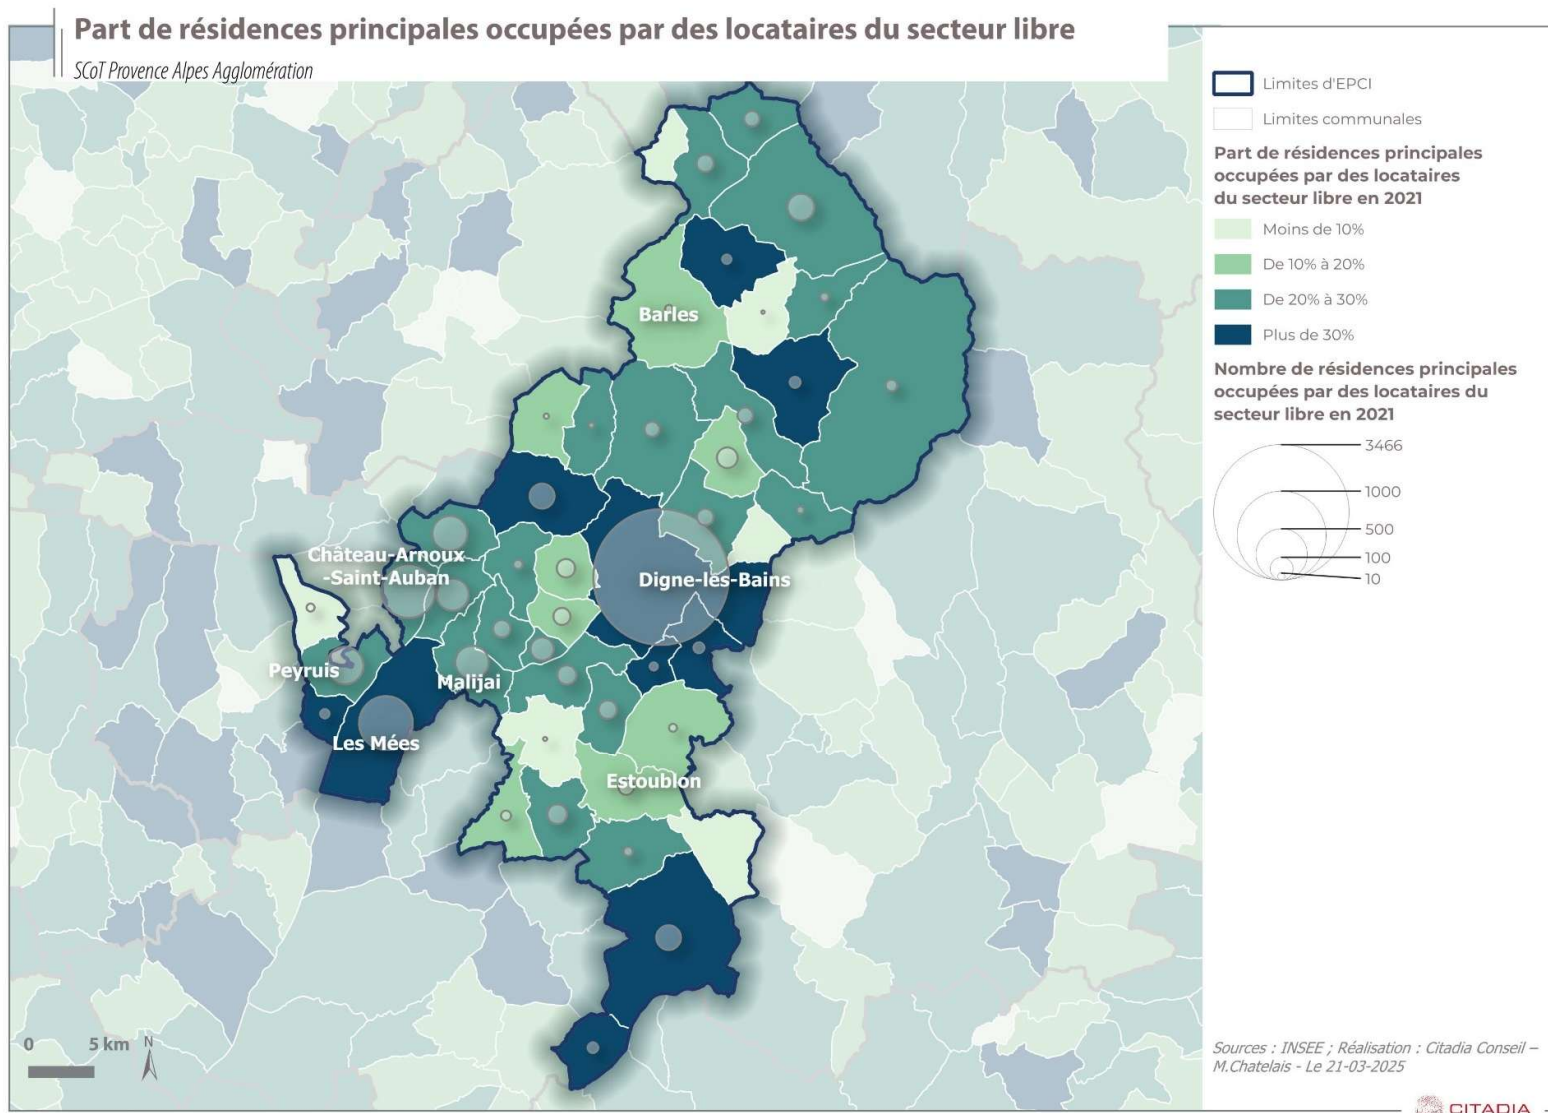 Part de résidences principales occupées par des locataires du secteur libre
SCoT Provence Alpes Agglomération
Limites d'EPCI
Limites communales
Part de résidences principales
occupées par des locataires
du secteur libre en 2021
Moins de 10%
De 10% à 20%
De 20% à 30%
Plus de 30%
Nombre de résidences principales
occupées par des locataires du
secteur libre en 2021
3466
1000
500
100
10
Barles
Château-Arnoux
-Saint-Auban
Digne-les-Bains
Peyruis
Malijai
Les Mées
Estoublon
0 5 km N
Sources : INSEE ; Réalisation : Citadia Conseil –
M.Chatelais - Le 21-03-2025
CITADIA